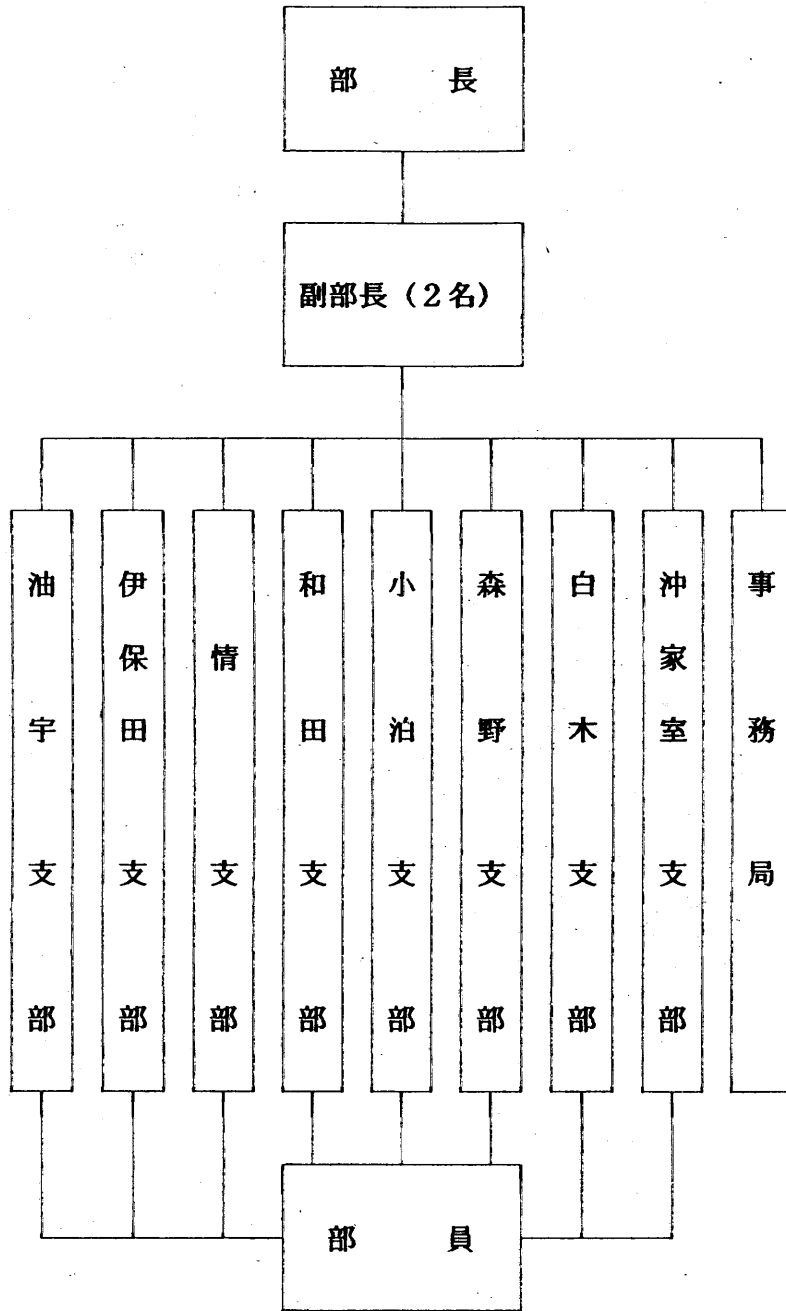 部長
副部長（２名）
油宇支部
伊保田支部
情支部
和田支部
小泊支部
森野支部
白木支部
沖家室支部
事務局
部員